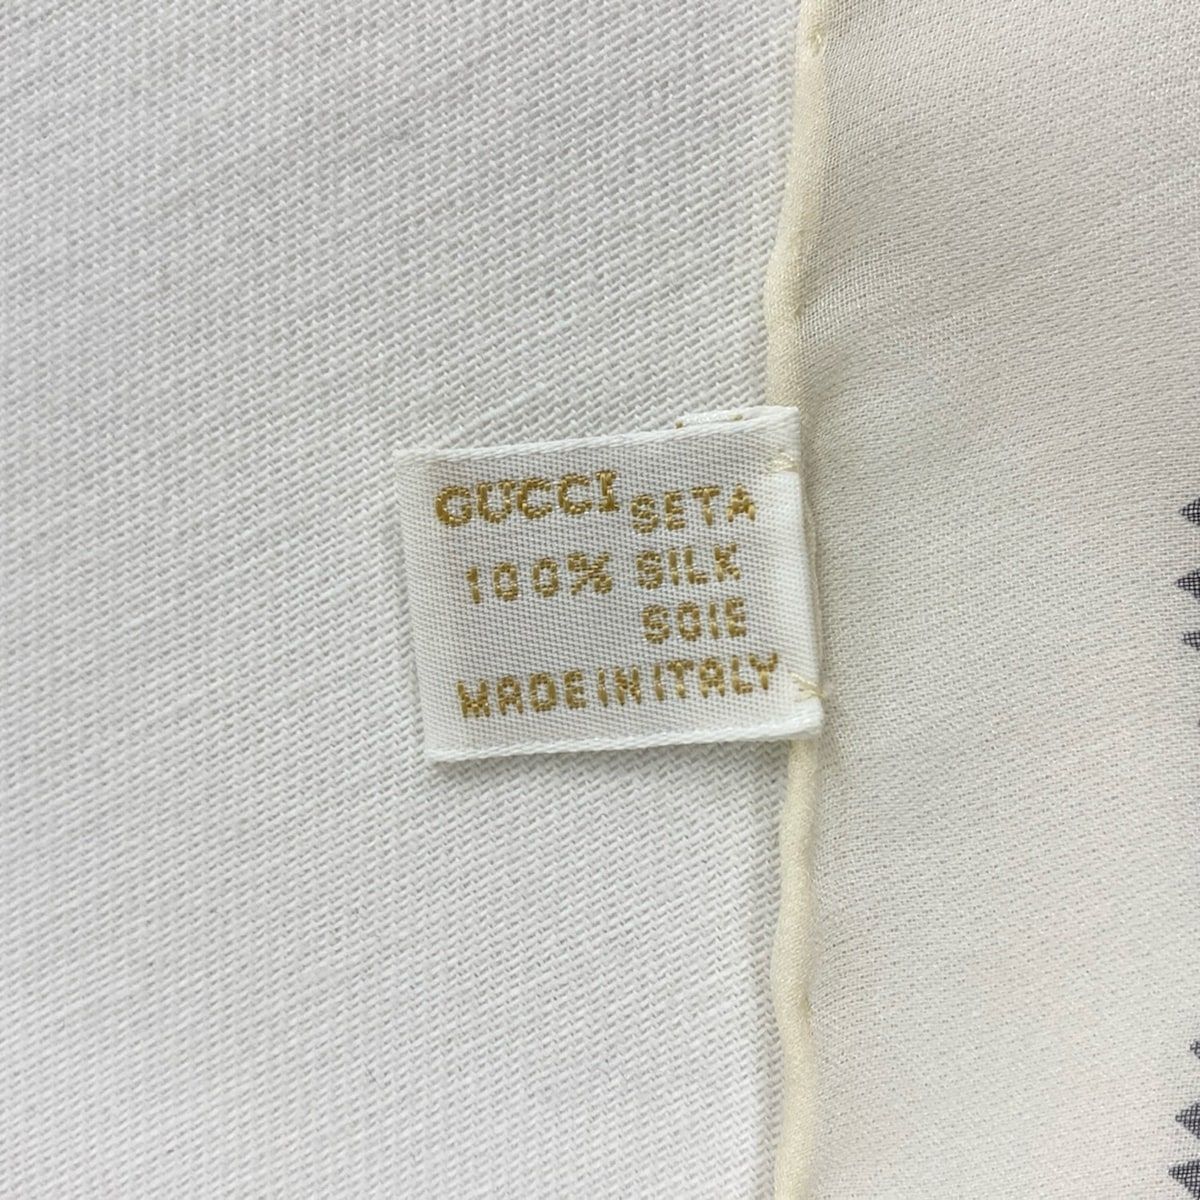 GUCCI SETA
100% SILK
SOIE
MADE IN ITALY